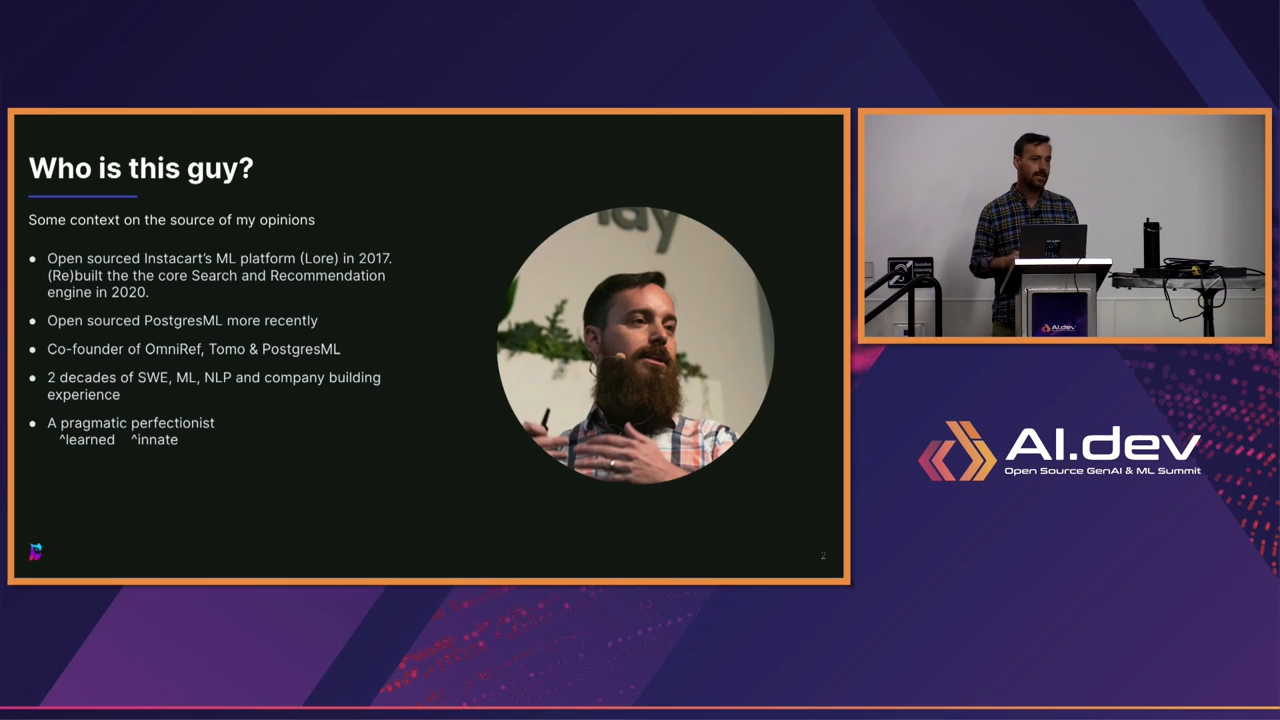 Who is this guy?
Some context on the source of my opinions
Open sourced Instacart's ML platform (Lore) in 2017.
(Re)built the the core Search and Recommendation
engine in 2020.
Open sourced PostgresML more recently
Co-founder of OmniRef, Tomo & PostgresML
2 decades of SWE, ML, NLP and company building
experience
A pragmatic perfectionist
^learned ^innate
2
AI.dev
AI.dev
Open Source GenAI & ML Summit